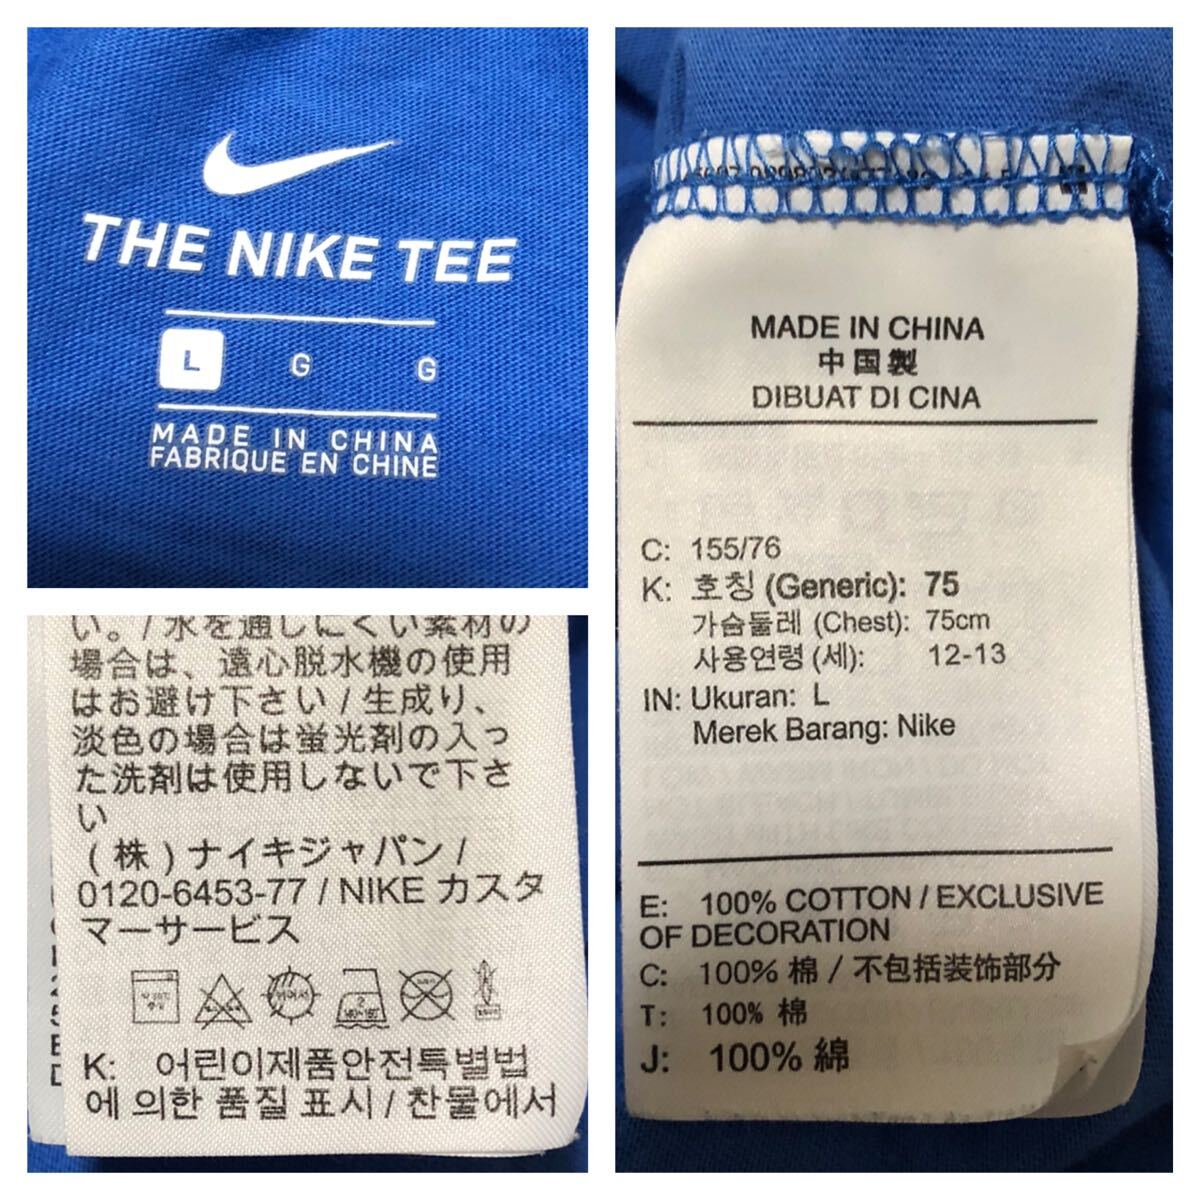 THE NIKE TEE
L G G
MADE IN CHINA
FABRIQUE EN CHINE
い。/ 水を通しにくい素材の
場合は、遠心脱水機の使用
はお避け下さい / 生成り、
淡色の場合は蛍光剤の入っ
た洗剤は使用しないで下さ
い
(株)ナイキジャパン /
0120-6453-77 / NIKE カスタ
マーサービス
K: 어린이제품안전특별법
에 의한 품질 표시 / 찬물에서
MADE IN CHINA
中国製
DIBUAT DI CINA
C: 155/76
K: 호칭 (Generic): 75
가슴둘레 (Chest): 75cm
사용연령 (세): 12-13
IN: Ukuran: L
Merek Barang: Nike
E: 100% COTTON / EXCLUSIVE
OF DECORATION
C: 100% 棉 / 不包括装饰部分
T: 100% 棉
J: 100% 綿